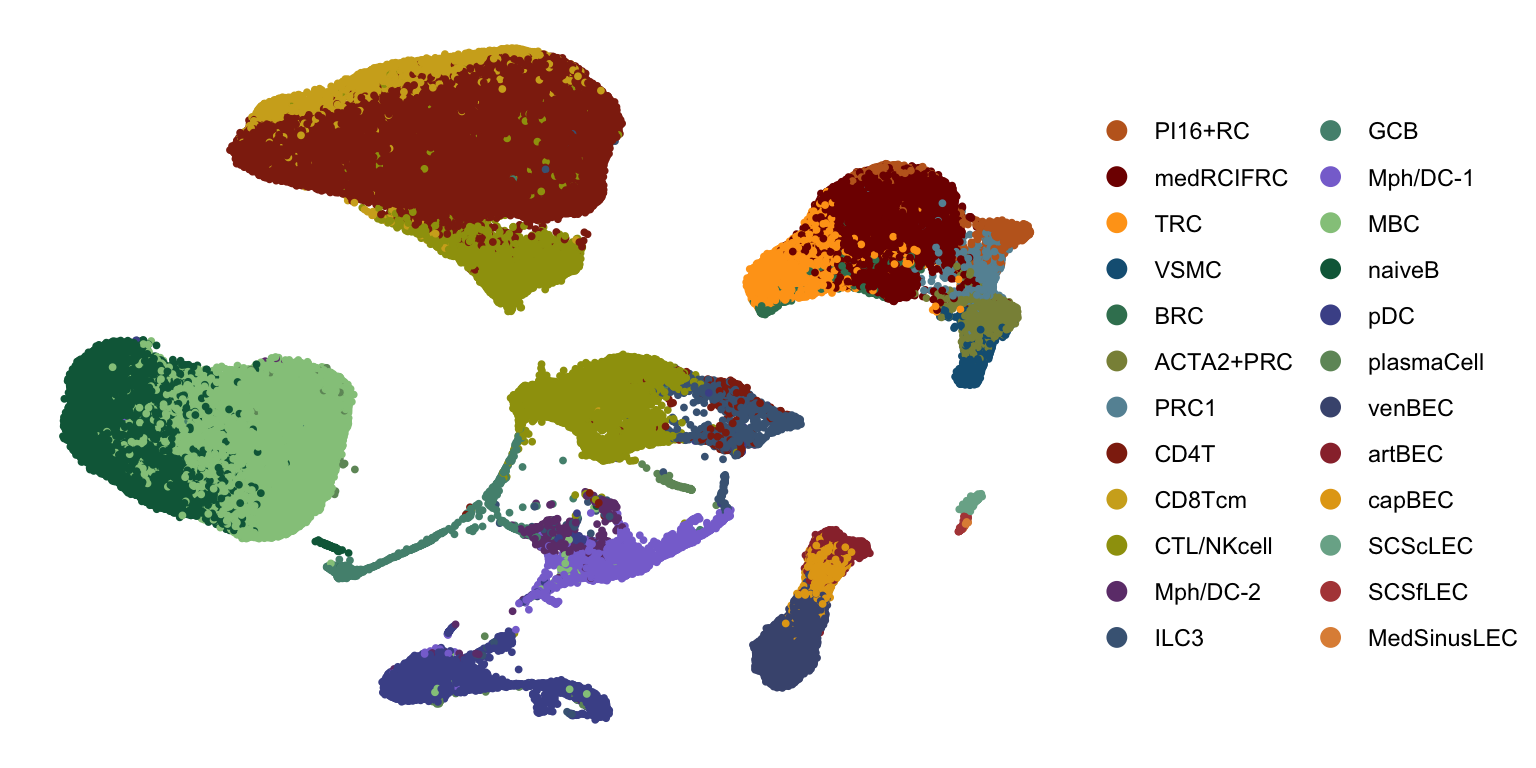 PI16+RC
medRCIFRC
TRC
VSMC
BRC
ACTA2+PRC
PRC1
CD4T
CD8Tcm
CTL/NKcell
Mph/DC-2
ILC3
GCB
Mph/DC-1
MBC
naiveB
pDC
plasmaCell
venBEC
artBEC
capBEC
SCScLEC
SCSfLEC
MedSinusLEC